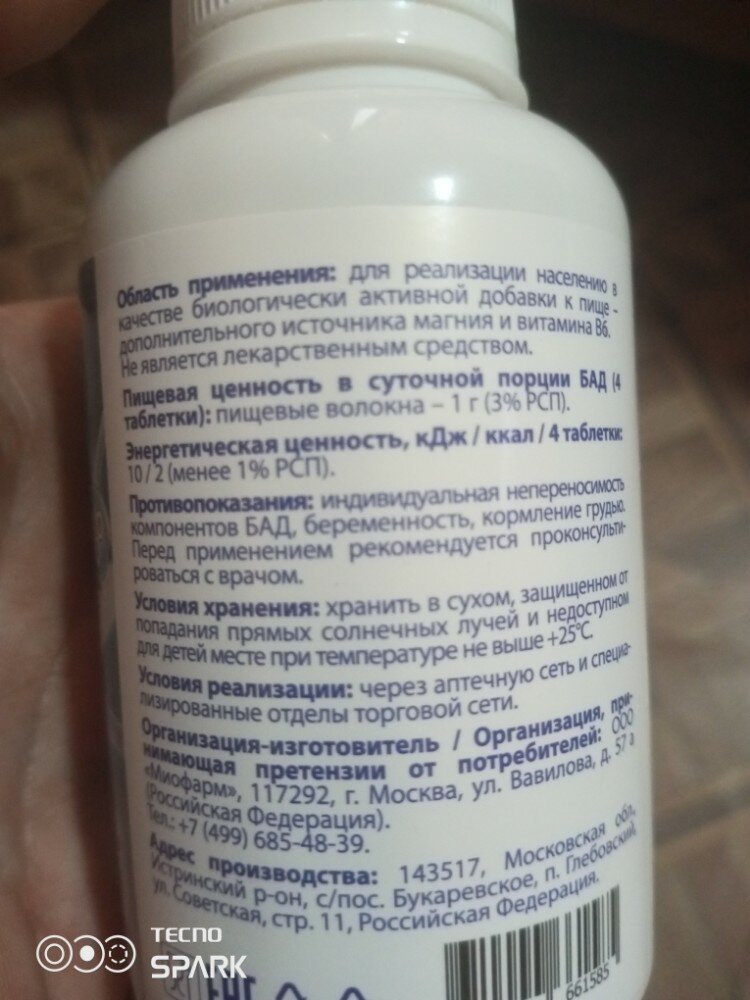 Область применения: для реализации населению в
качестве биологически активной добавки к пище –
дополнительного источника магния и витамина В6.
Не является лекарственным средством.
Пищевая ценность в суточной порции БАД (4
таблетки): пищевые волокна – 1 г (3% РСП).
Энергетическая ценность, кДж / ккал / 4 таблетки:
10 / 2 (менее 1% РСП).
Противопоказания: индивидуальная непереносимость
компонентов БАД, беременность, кормление грудью.
Перед применением рекомендуется проконсульти-
роваться с врачом.
Условия хранения: хранить в сухом, защищенном от
попадания прямых солнечных лучей и недоступном
для детей месте при температуре не выше +25°С.
Условия реализации: через аптечную сеть и специа-
лизированные отделы торговой сети.
Организация-изготовитель / Организация, при-
нимающая претензии от потребителей: ООО
«Миофарм», 117292, г. Москва, ул. Вавилова, д. 57 а
(Российская Федерация).
Тел.: +7 (499) 685-48-39.
Адрес производства: 143517, Московская обл.,
Истринский р-он, с/пос. Букаревское, п. Глебовский,
ул. Советская, стр. 11, Российская Федерация.
EAC
661585
TECNO
SPARK